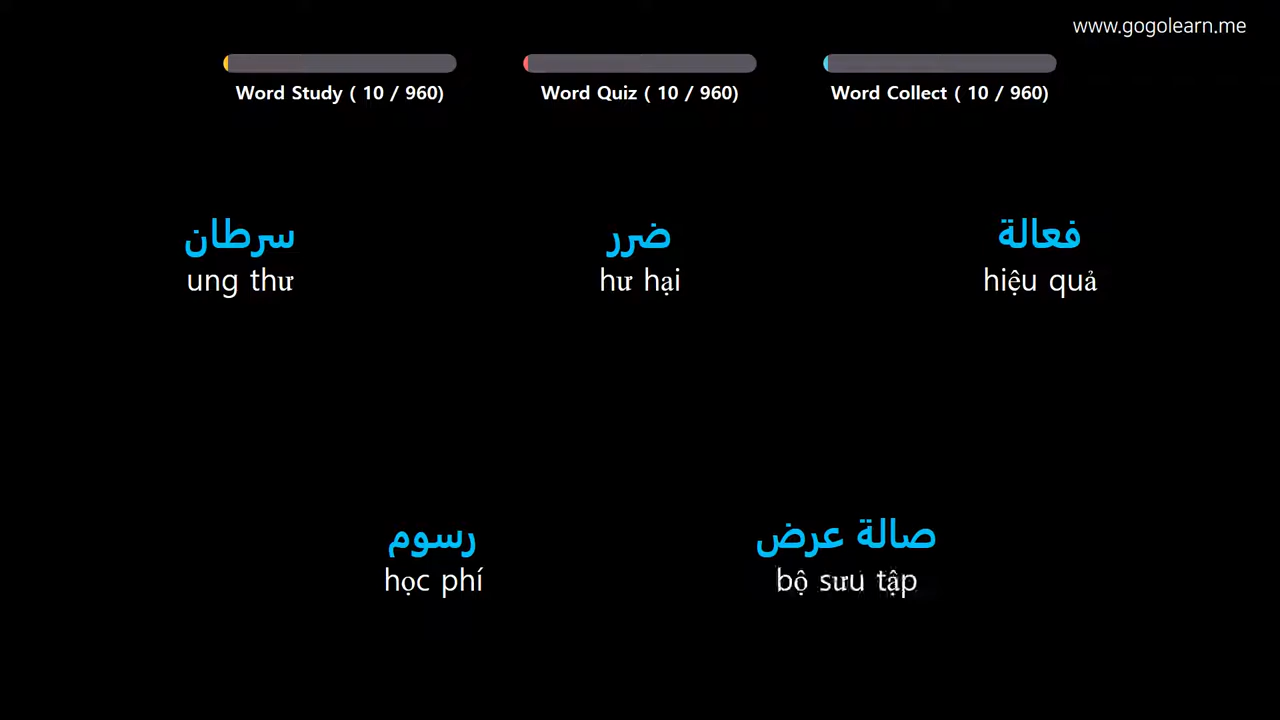 www.gogolearn.me
Word Study ( 10 / 960)
Word Quiz ( 10 / 960)
Word Collect ( 10 / 960)
سرطان
ung thư
ضرر
hư hại
فعالة
hiệu quả
رسوم
học phí
صالة عرض
bộ sưu tập